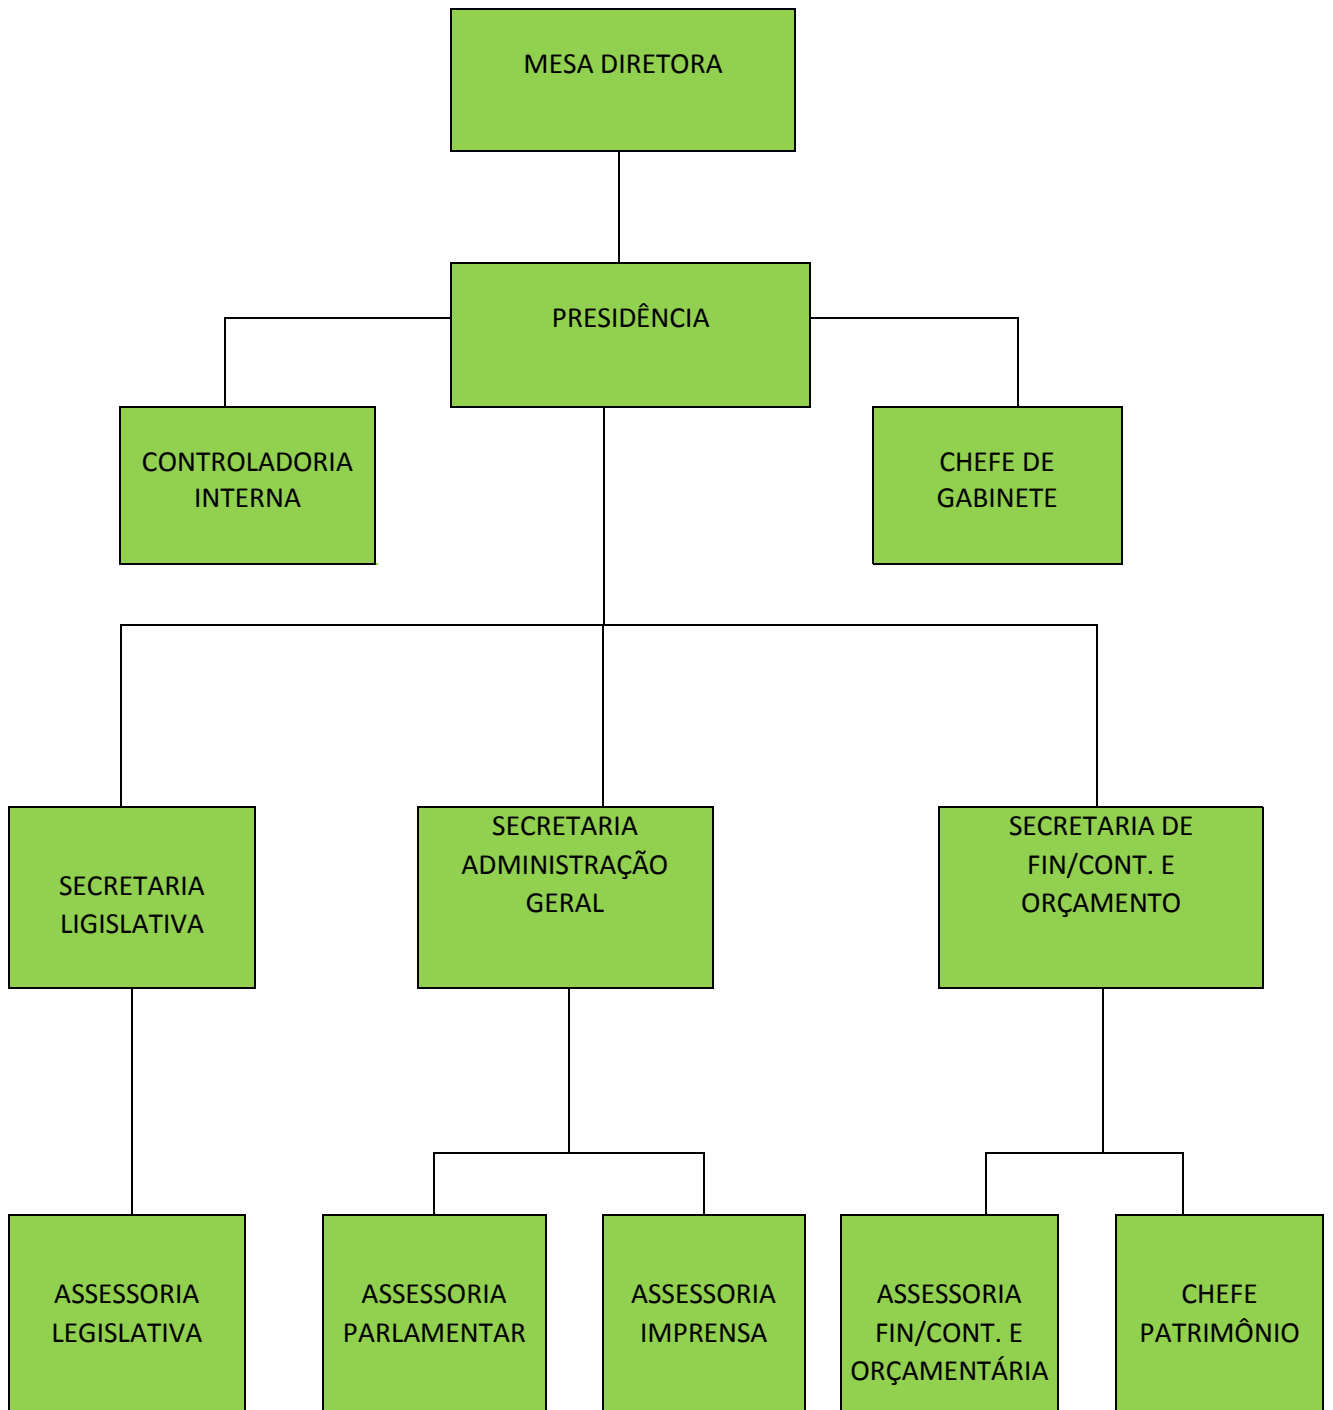 MESA DIRETORA
PRESIDÊNCIA
CONTROLADORIA
INTERNA
CHEFE DE
GABINETE
SECRETARIA
LIGISLATIVA
SECRETARIA
ADMINISTRAÇÃO
GERAL
SECRETARIA DE
FIN/CONT. E
ORÇAMENTO
ASSESSORIA
LEGISLATIVA
ASSESSORIA
PARLAMENTAR
ASSESSORIA
IMPRENSA
ASSESSORIA
FIN/CONT. E
ORÇAMENTÁRIA
CHEFE
PATRIMÔNIO